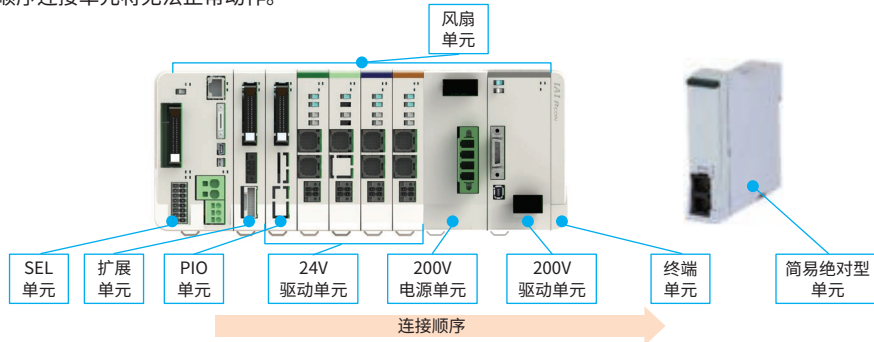 顺序连接单元将无法正常动作。
风扇
单元
SEL
单元
扩展
单元
PIO
单元
24V
驱动单元
200V
电源单元
200V
驱动单元
终端
单元
简易绝对型
单元
连接顺序